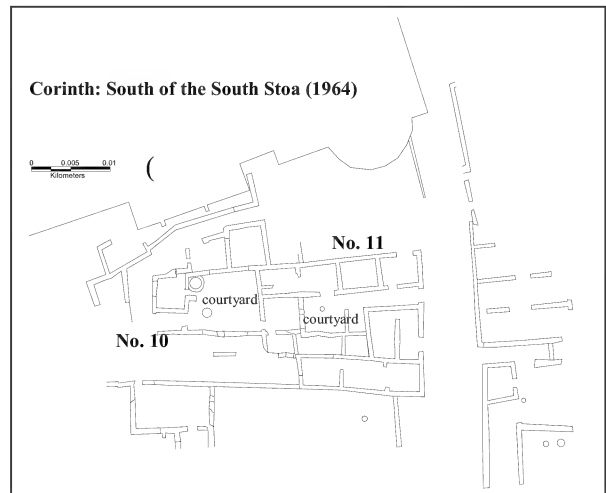 Corinth: South of the South Stoa (1964)
0 0.005 0.01
Kilometers
(
No. 11
courtyard
courtyard
No. 10